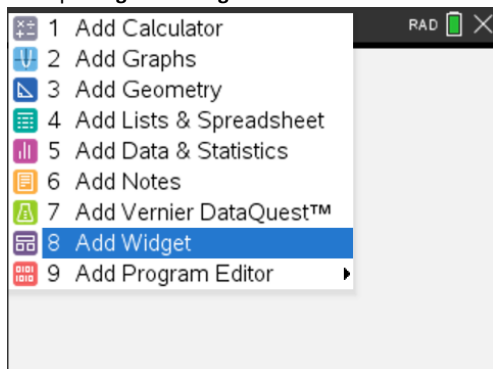 1 Add Calculator
RAD
2 Add Graphs
3 Add Geometry
4 Add Lists & Spreadsheet
5 Add Data & Statistics
6 Add Notes
7 Add Vernier DataQuest™
8 Add Widget
9 Add Program Editor